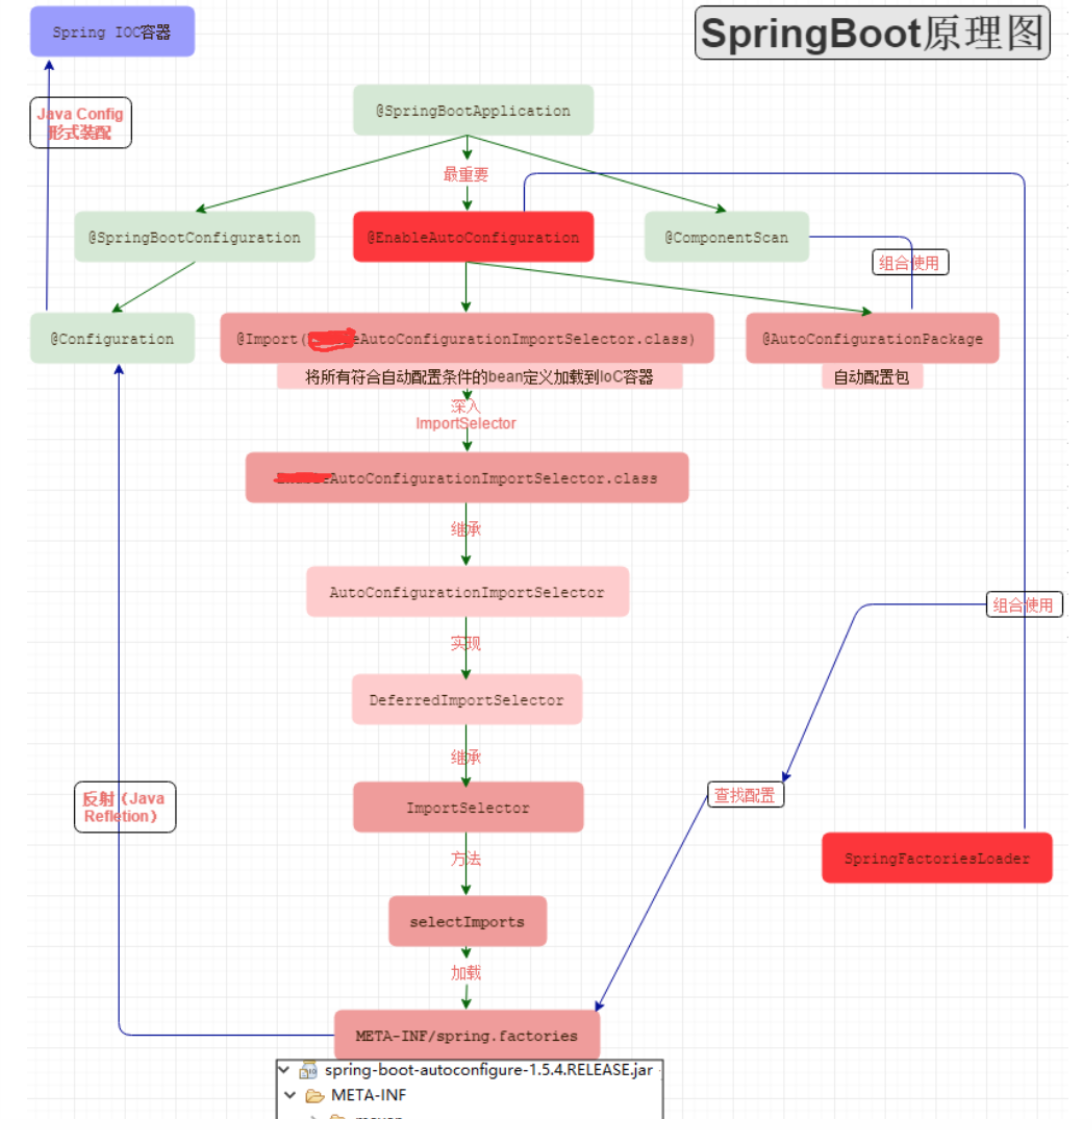 Spring IOC容器
SpringBoot原理图
Java Config
形式装配
@SpringBootApplication
最重要
@SpringBootConfiguration
@EnableAutoConfiguration
@ComponentScan
组合使用
@Configuration
@Import(eAutoConfigurationImportSelector.class)
@AutoConfigurationPackage
将所有符合自动配置条件的bean定义加载到IoC容器
自动配置包
深入
ImportSelector
AutoConfigurationImportSelector.class
继承
AutoConfigurationImportSelector
组合使用
实现
DeferredImportSelector
继承
反射（Java
Refletion）
查找配置
ImportSelector
方法
SpringFactoriesLoader
selectImports
加载
META-INF/spring.factories
spring-boot-autoconfigure-1.5.4.RELEASE.jar
META-INF